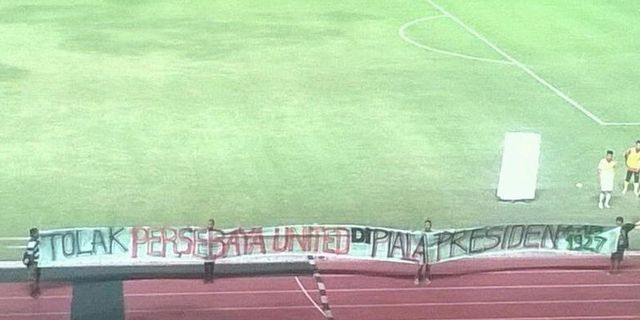 TOLAK PERSEBAYA UNITED DI PIALA PRESIDEN
1927